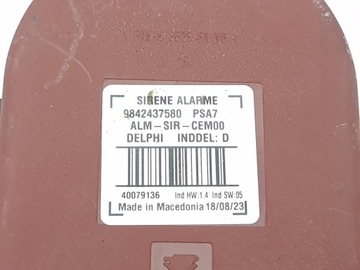 SIRENE ALARME
9842437580 PSA7
ALM-SIR-CEM00
DELPHI INDDEL: D
40079136 Ind HW:1.4 Ind SW:05
Made in Macedonia 18/08/23